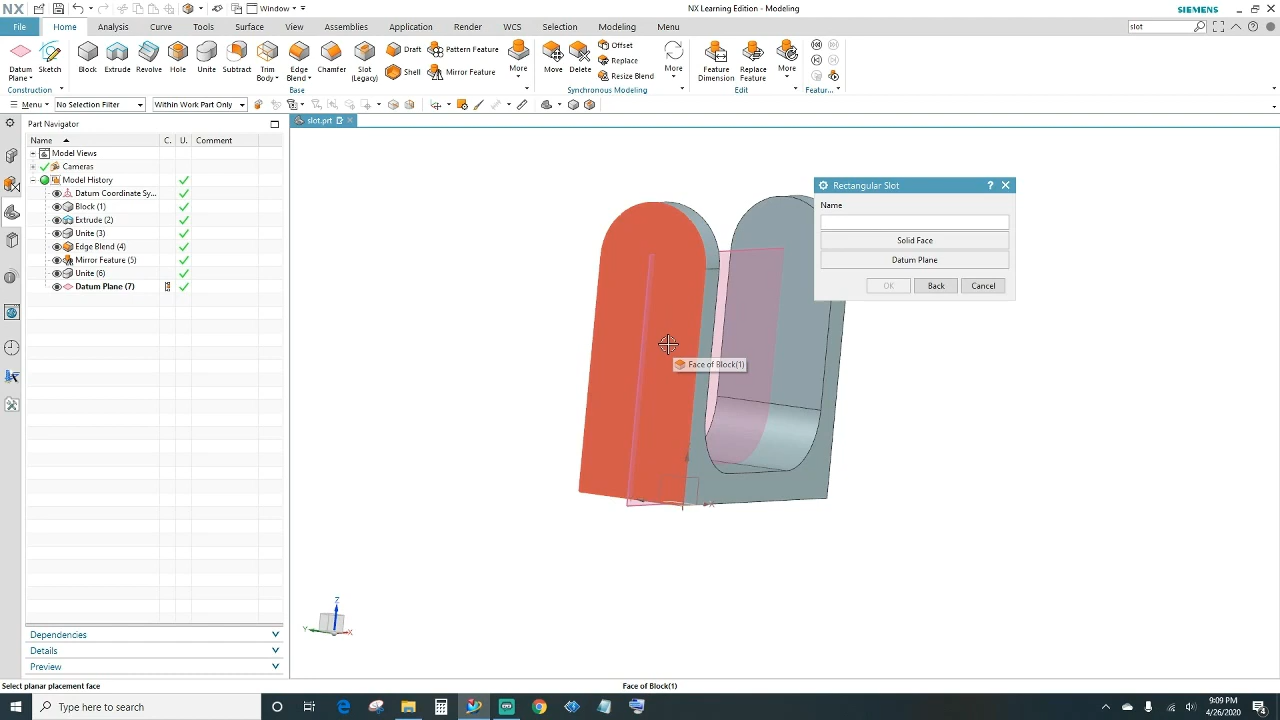 NX Window NX Learning Edition - Modeling SIEMENS
File Home Analysis Curve Tools Surface View Assemblies Application Render WCS Selection Modeling Menu slot
Datum Plane Sketch Block Extrude Revolve Hole Unite Subtract Trim Body Edge Blend Chamfer Slot (Legacy) Draft Shell Pattern Feature Mirror Feature More Move Delete Offset Replace Resize Blend More Feature Dimension Replace Feature More
Construction Base Synchronous Modeling Edit Featur...
Menu No Selection Filter Within Work Part Only
Part Navigator slot.prt
Name C. U. Comment
Model Views
Cameras
Model History
Datum Coordinate Sy...
Block (1)
Extrude (2)
Unite (3)
Edge Blend (4)
Mirror Feature (5)
Unite (6)
Datum Plane (7)
Rectangular Slot ?
Name
Solid Face
Datum Plane
OK Back Cancel
Face of Block(1)
X
Z
Y X
Dependencies
Details
Preview
Select planar placement face Face of Block(1)
Type here to search
9:09 PM
4/26/2020